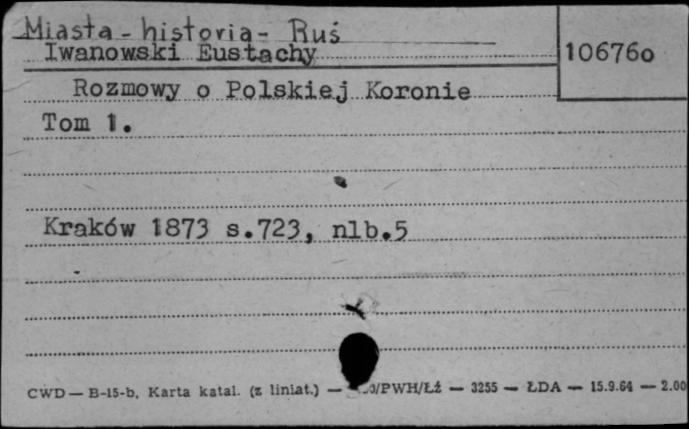 Miasta - historia - Ruś
Iwanowski Eustachy
106760
Rozmowy o Polskiej Koronie
Tom 1.
Kraków 1873 s.723, nlb.5
CWD — B-15-b, Karta katal. (z liniat.) — /PWH/Łż — 3255 — ŁDA — 15.9.64 — 2.00